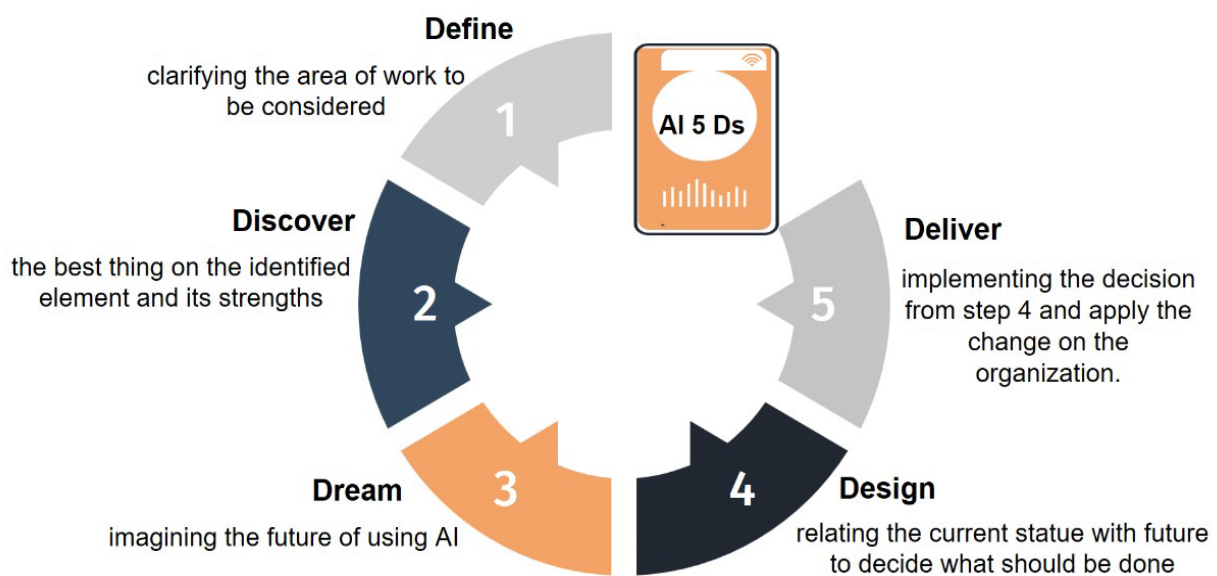 Define
clarifying the area of work to
be considered
1
AI 5 Ds
Discover
the best thing on the identified
element and its strengths
2
Dream
imagining the future of using AI
3
4
Design
relating the current statue with future
to decide what should be done
5
Deliver
implementing the decision
from step 4 and apply the
change on the
organization.